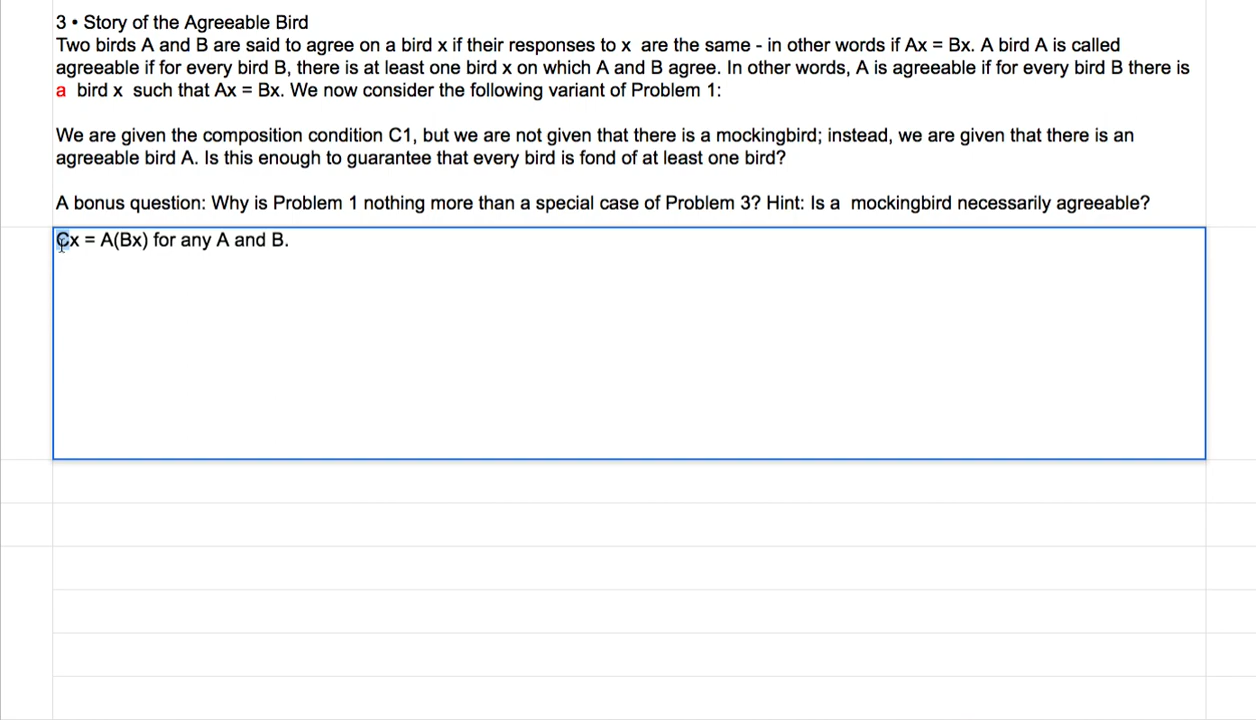 3 • Story of the Agreeable Bird
Two birds A and B are said to agree on a bird x if their responses to x are the same - in other words if Ax = Bx. A bird A is called
agreeable if for every bird B, there is at least one bird x on which A and B agree. In other words, A is agreeable if for every bird B there is
a bird x such that Ax = Bx. We now consider the following variant of Problem 1:
We are given the composition condition C1, but we are not given that there is a mockingbird; instead, we are given that there is an
agreeable bird A. Is this enough to guarantee that every bird is fond of at least one bird?
A bonus question: Why is Problem 1 nothing more than a special case of Problem 3? Hint: Is a mockingbird necessarily agreeable?
Cx = A(Bx) for any A and B.